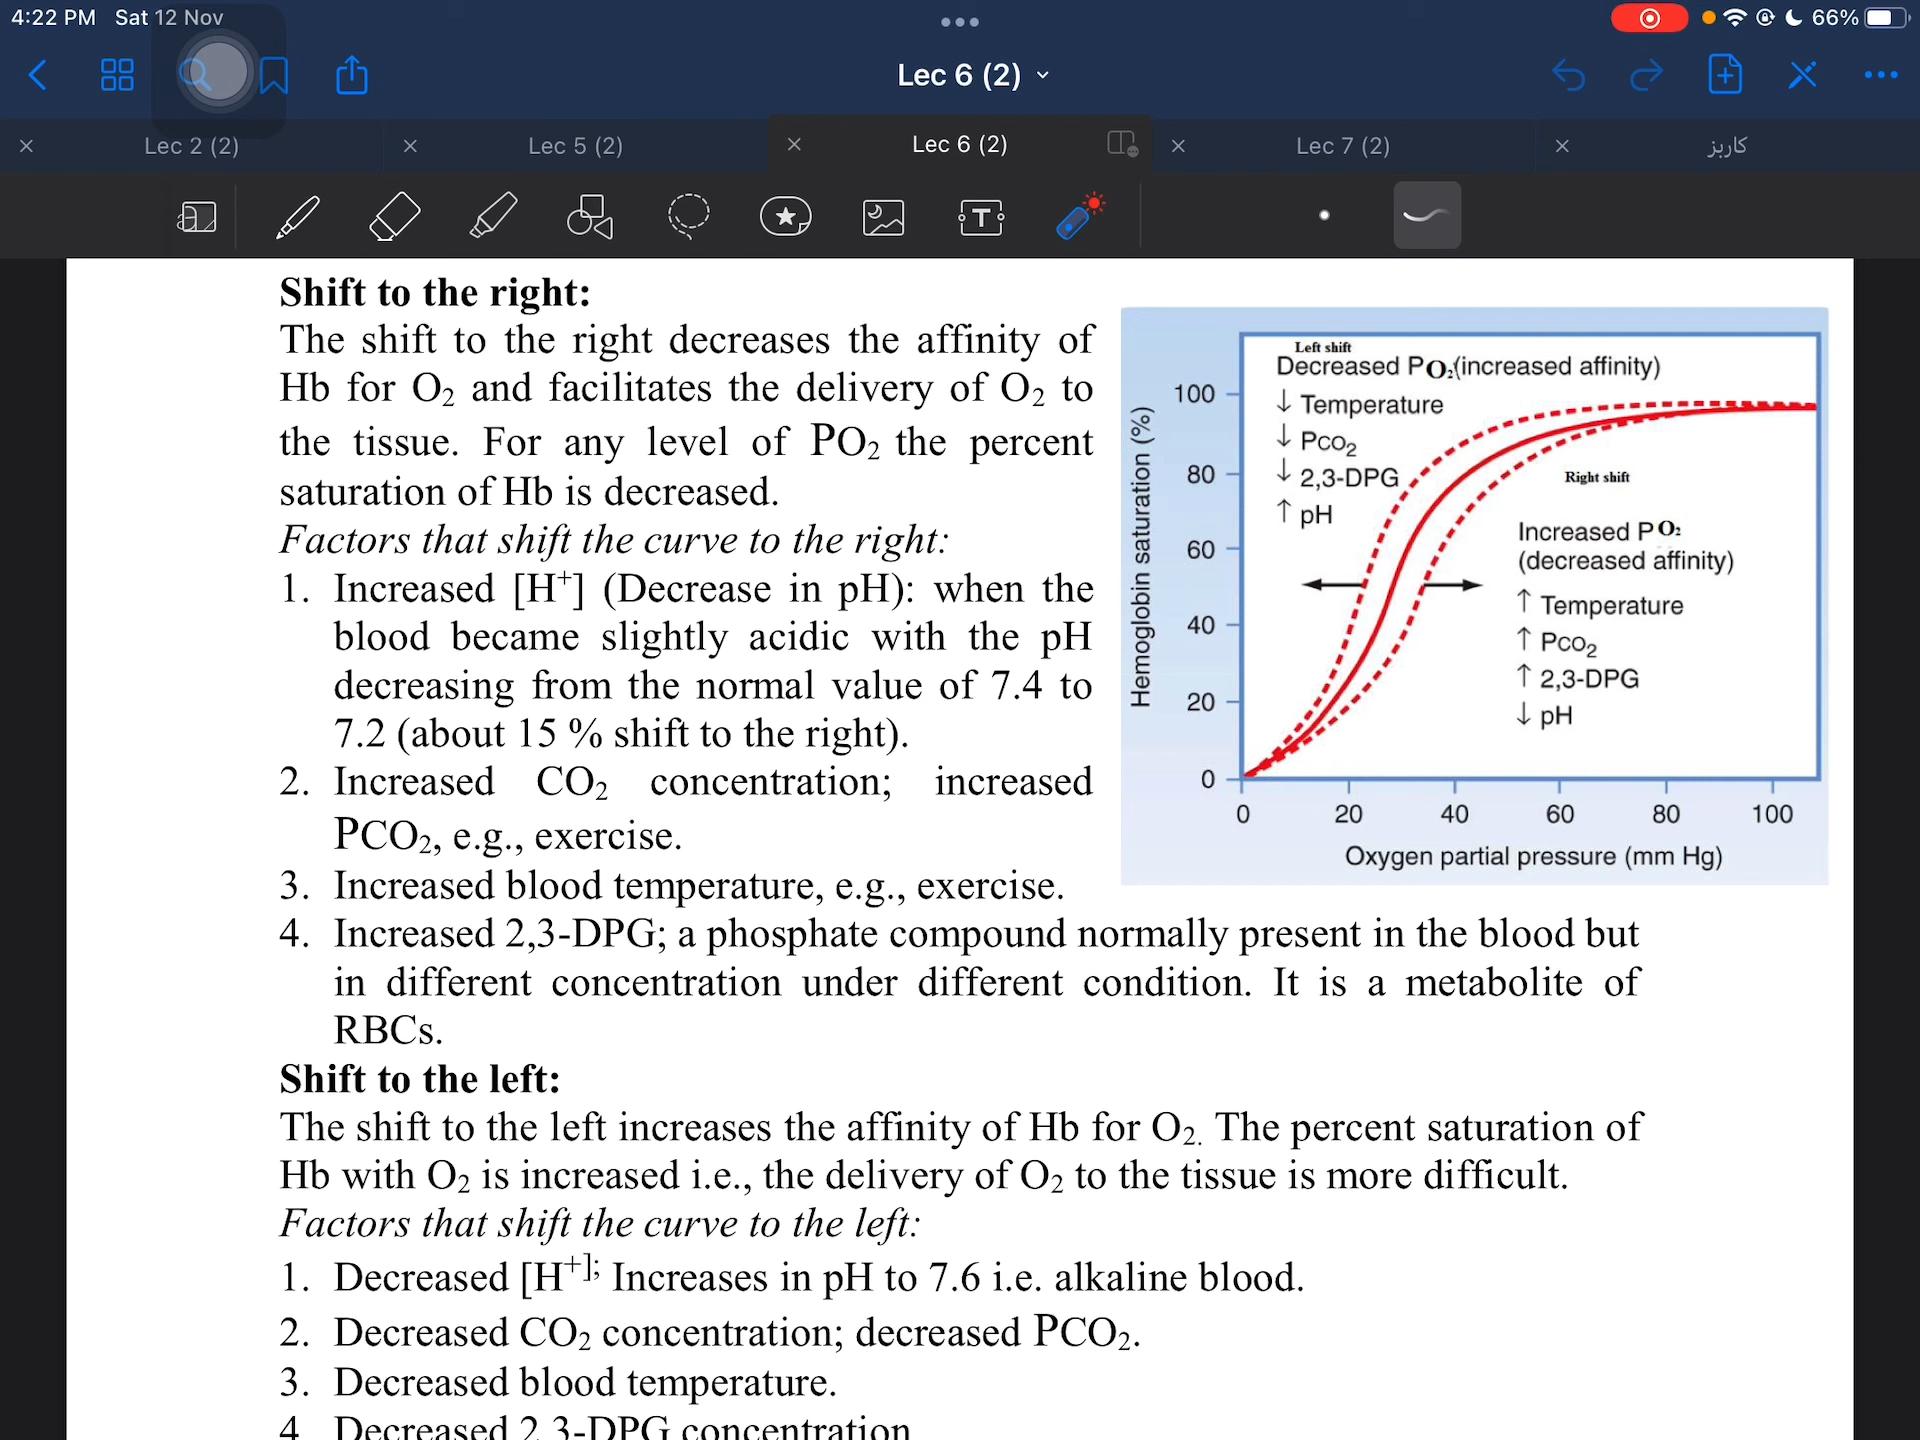 4:22 PM Sat 12 Nov
66%
Lec 6 (2)
Lec 2 (2)
Lec 5 (2)
Lec 6 (2)
Lec 7 (2)
كاربز
Shift to the right:
The shift to the right decreases the affinity of
Hb for O₂ and facilitates the delivery of O₂ to
the tissue. For any level of PO₂ the percent
saturation of Hb is decreased.
Factors that shift the curve to the right:
1. Increased [H⁺] (Decrease in pH): when the
blood became slightly acidic with the pH
decreasing from the normal value of 7.4 to
7.2 (about 15 % shift to the right).
2. Increased CO₂ concentration; increased
PCO₂, e.g., exercise.
3. Increased blood temperature, e.g., exercise.
4. Increased 2,3-DPG; a phosphate compound normally present in the blood but
in different concentration under different condition. It is a metabolite of
RBCs.
Left shift
Decreased PO₂(increased affinity)
↓ Temperature
↓ PCO₂
↓ 2,3-DPG
↑ pH
Right shift
Increased P O₂
(decreased affinity)
↑ Temperature
↑ PCO₂
↑ 2,3-DPG
↓ pH
Hemoglobin saturation (%)
100
80
60
40
20
0
0 20 40 60 80 100
Oxygen partial pressure (mm Hg)
Shift to the left:
The shift to the left increases the affinity of Hb for O₂. The percent saturation of
Hb with O₂ is increased i.e., the delivery of O₂ to the tissue is more difficult.
Factors that shift the curve to the left:
1. Decreased [H⁺]; Increases in pH to 7.6 i.e. alkaline blood.
2. Decreased CO₂ concentration; decreased PCO₂.
3. Decreased blood temperature.
4 Decreased 2 3-DPG concentration